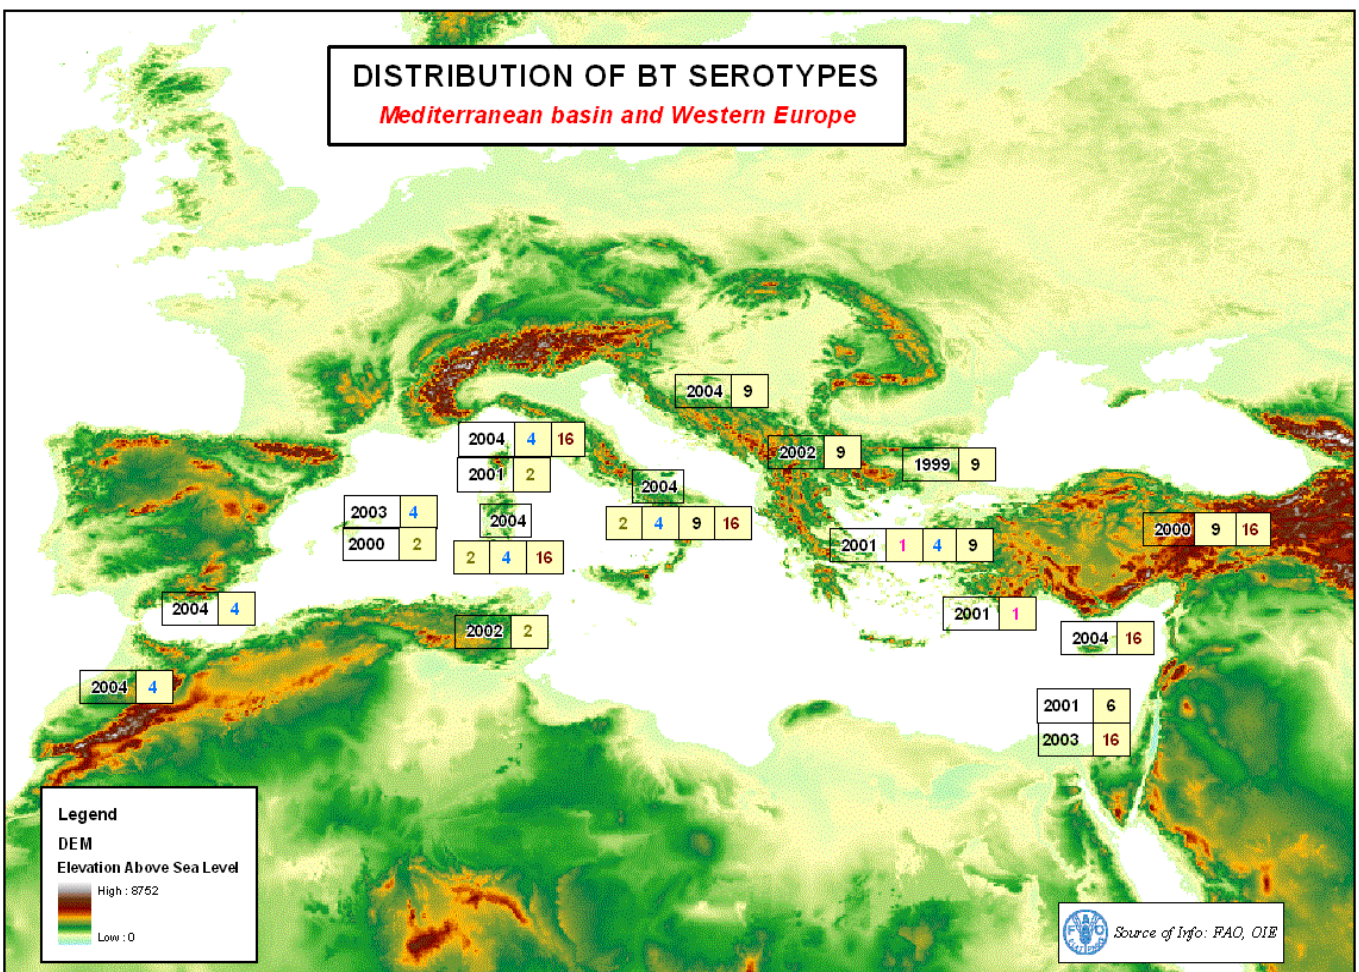 DISTRIBUTION OF BT SEROTYPES
Mediterranean basin and Western Europe
2004 9
2004 4 16
2002 9
1999 9
2001 2
2004
2003 4
2004
2 4 9 16
2000 9 16
2000 2
2 4 16
2001 1 4 9
2004 4
2001 1
2002 2
2004 16
2004 4
2001 6
2003 16
Legend
DEM
Elevation Above Sea Level
High : 8752
Low : 0
Source of Info: FAO, OIE